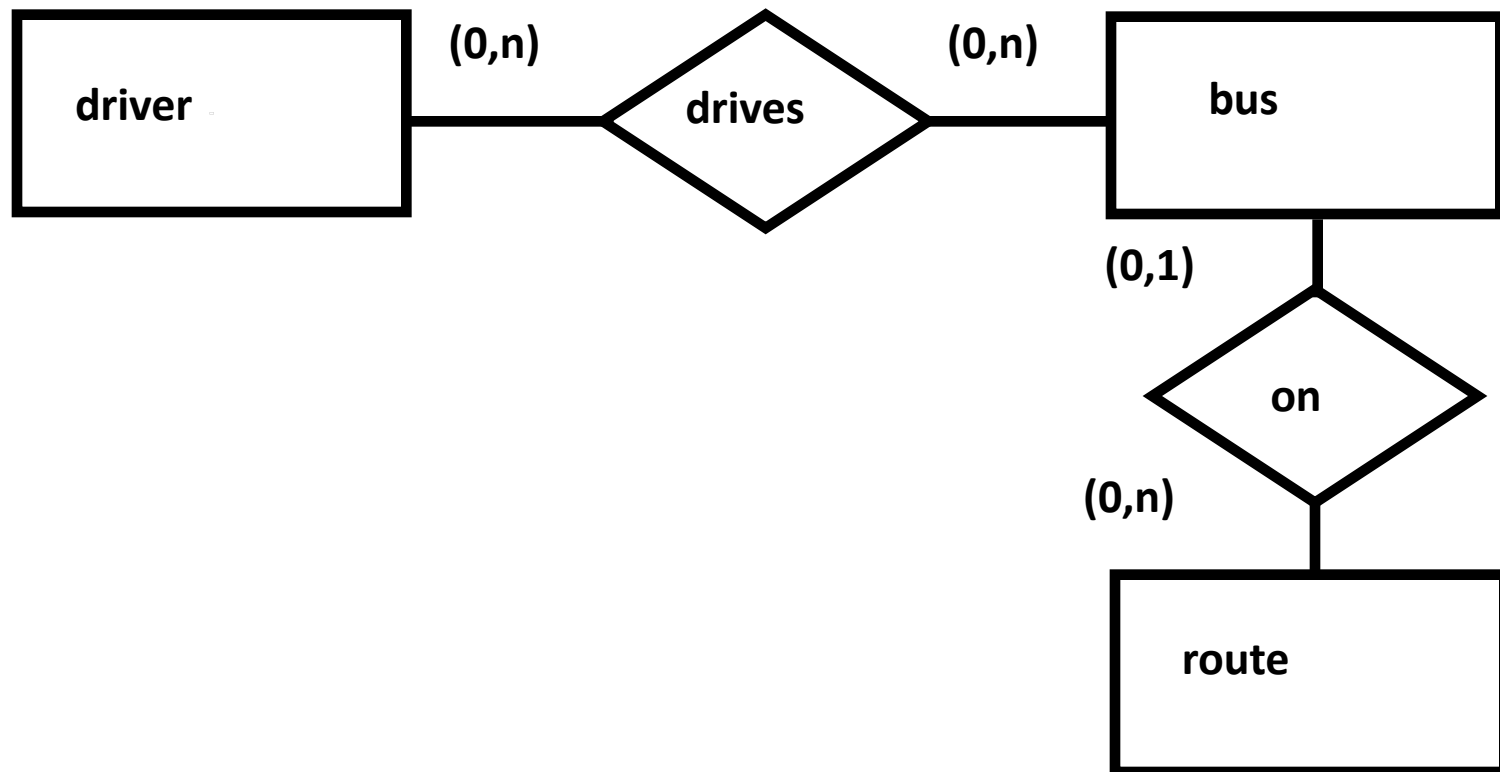 (0,n)
(0,n)
driver
drives
bus
(0,1)
on
(0,n)
route